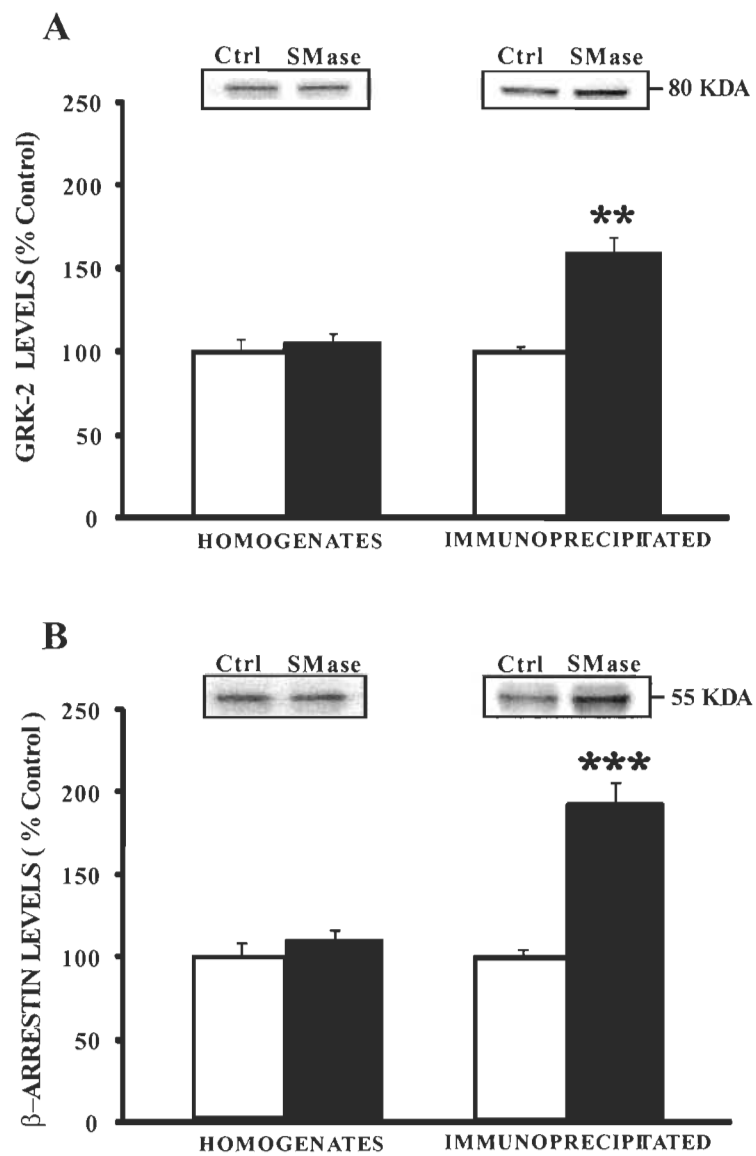 A
Ctrl SMase
Ctrl SMase
80 KDA
GRK-2 LEVELS (% Control)
250
200
150
100
50
0
**
HOMOGENATES
IMMUNOPRECIPITATED
B
Ctrl SMase
Ctrl SMase
55 KDA
β-ARRESTIN LEVELS ( % Control )
250
200
150
100
50
0
***
HOMOGENATES
IMMUNOPRECIPITATED